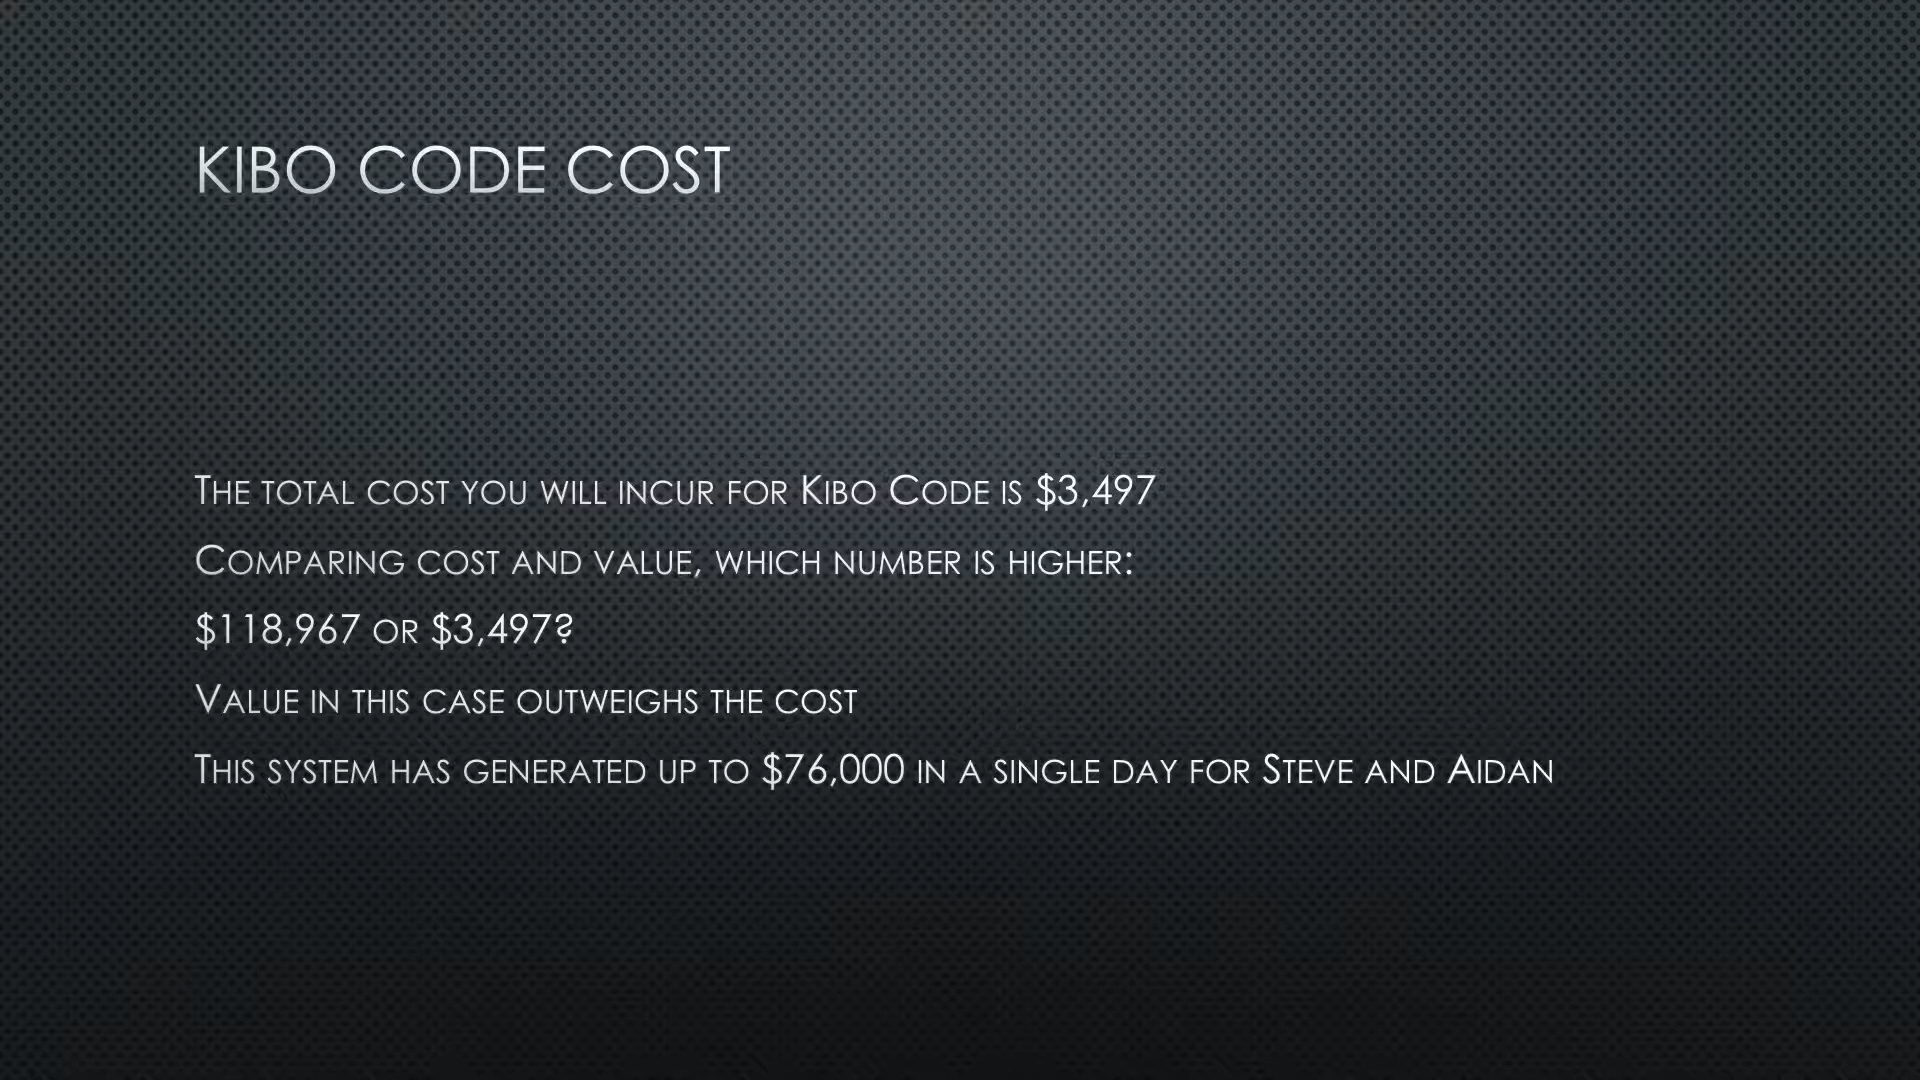 KIBO CODE COST
THE TOTAL COST YOU WILL INCUR FOR KIBO CODE IS $3,497
COMPARING COST AND VALUE, WHICH NUMBER IS HIGHER:
$118,967 OR $3,497?
VALUE IN THIS CASE OUTWEIGHS THE COST
THIS SYSTEM HAS GENERATED UP TO $76,000 IN A SINGLE DAY FOR STEVE AND AIDAN